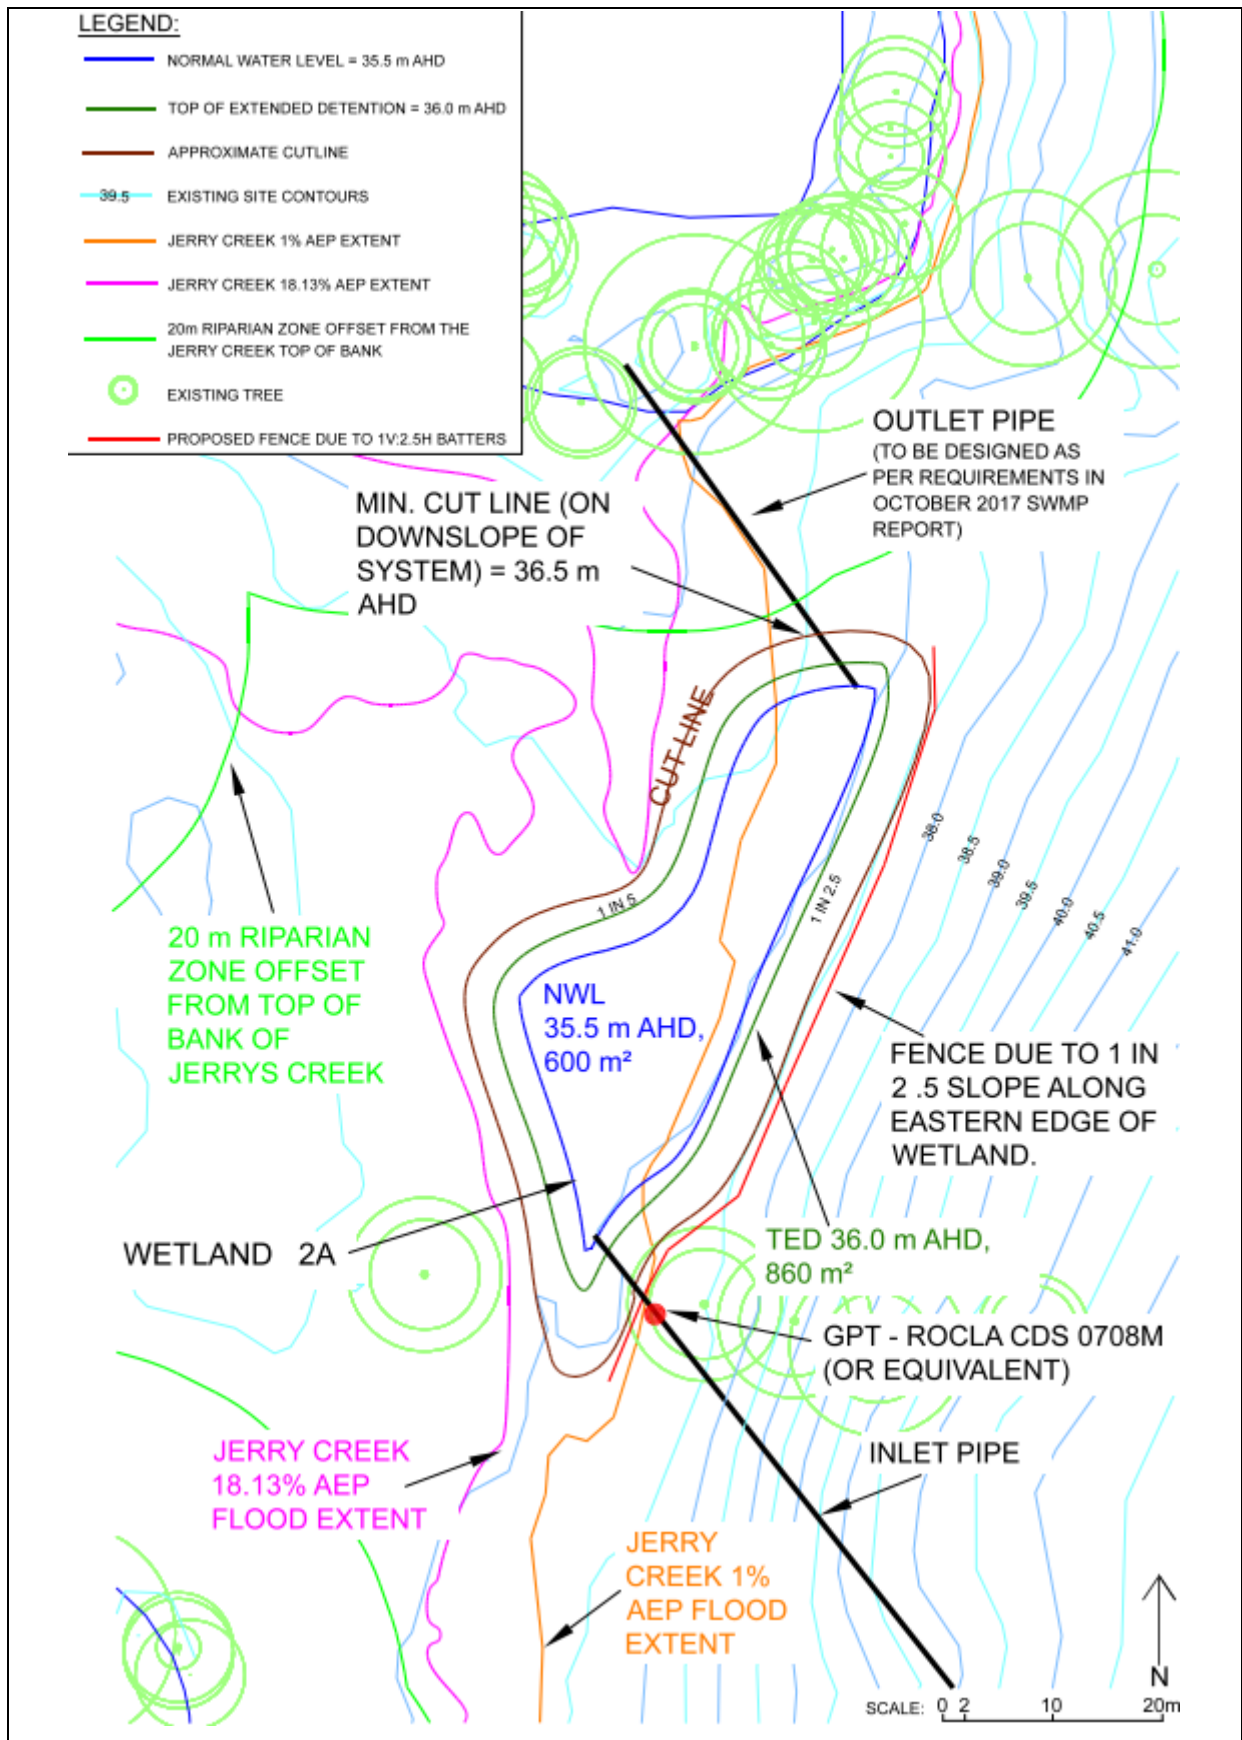 LEGEND:
NORMAL WATER LEVEL = 35.5 m AHD
TOP OF EXTENDED DETENTION = 36.0 m AHD
APPROXIMATE CUTLINE
39.5
EXISTING SITE CONTOURS
JERRY CREEK 1% AEP EXTENT
JERRY CREEK 18.13% AEP EXTENT
20m RIPARIAN ZONE OFFSET FROM THE
JERRY CREEK TOP OF BANK
EXISTING TREE
PROPOSED FENCE DUE TO 1V:2.5H BATTERS
OUTLET PIPE
(TO BE DESIGNED AS
PER REQUIREMENTS IN
OCTOBER 2017 SWMP
REPORT)
MIN. CUT LINE (ON
DOWNSLOPE OF
SYSTEM) = 36.5 m
AHD
CUT LINE
38.0
38.5
39.0
39.5
40.0
40.5
41.0
1 IN 5
1 IN 2.5
20 m RIPARIAN
ZONE OFFSET
FROM TOP OF
BANK OF
JERRYS CREEK
NWL
35.5 m AHD,
600 m²
FENCE DUE TO 1 IN
2 .5 SLOPE ALONG
EASTERN EDGE OF
WETLAND.
WETLAND 2A
TED 36.0 m AHD,
860 m²
GPT - ROCLA CDS 0708M
(OR EQUIVALENT)
JERRY CREEK
18.13% AEP
FLOOD EXTENT
INLET PIPE
JERRY
CREEK 1%
AEP FLOOD
EXTENT
N
SCALE: 0 2 10 20m